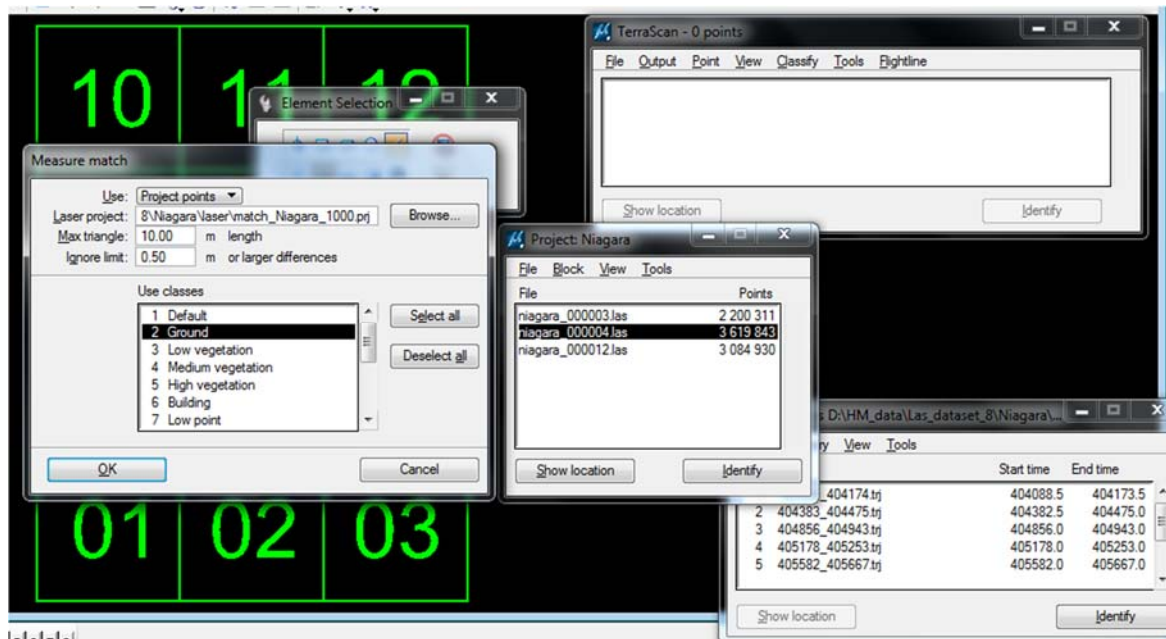 10 11 12
TerraScan - 0 points
File Output Point View Classify Tools Flightline
Show location Identify
Element Selection
Measure match
Use: Project points
Laser project: 8\Niagara\laser\match_Niagara_1000.prj Browse...
Max triangle: 10.00 m length
Ignore limit: 0.50 m or larger differences
Use classes
1 Default
2 Ground
3 Low vegetation
4 Medium vegetation
5 High vegetation
6 Building
7 Low point
Select all
Deselect all
OK Cancel
Project: Niagara
File Block View Tools
File Points
niagara_000003.las 2 200 311
niagara_000004.las 3 619 843
niagara_000012.las 3 084 930
Show location Identify
s D:\HM_data\Las_dataset_8\Niagara\...
ry View Tools
Start time End time
_404174.trj 404088.5 404173.5
2 404383_404475.trj 404382.5 404475.0
3 404856_404943.trj 404856.0 404943.0
4 405178_405253.trj 405178.0 405253.0
5 405582_405667.trj 405582.0 405667.0
Show location Identify
01 02 03